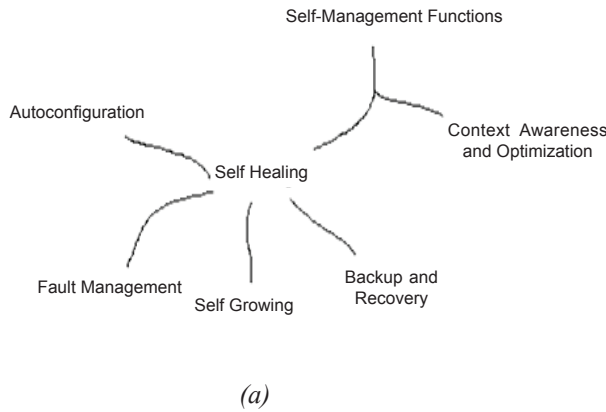 Self-Management Functions
Autoconfiguration
Context Awareness
and Optimization
Self Healing
Fault Management
Self Growing
Backup and
Recovery
(a)